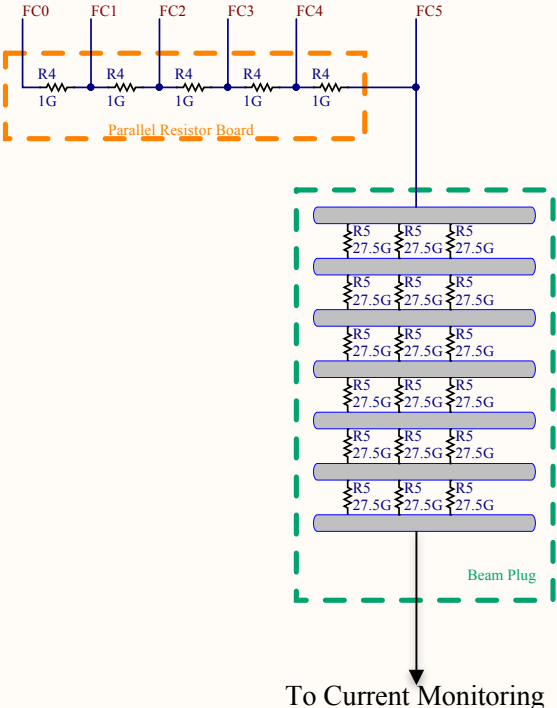 FC0 FC1 FC2 FC3 FC4 FC5
R4 R4 R4 R4 R4
1G 1G 1G 1G 1G
Parallel Resistor Board
R5 R5 R5
27.5G 27.5G 27.5G
R5 R5 R5
27.5G 27.5G 27.5G
R5 R5 R5
27.5G 27.5G 27.5G
R5 R5 R5
27.5G 27.5G 27.5G
R5 R5 R5
27.5G 27.5G 27.5G
R5 R5 R5
27.5G 27.5G 27.5G
Beam Plug
To Current Monitoring